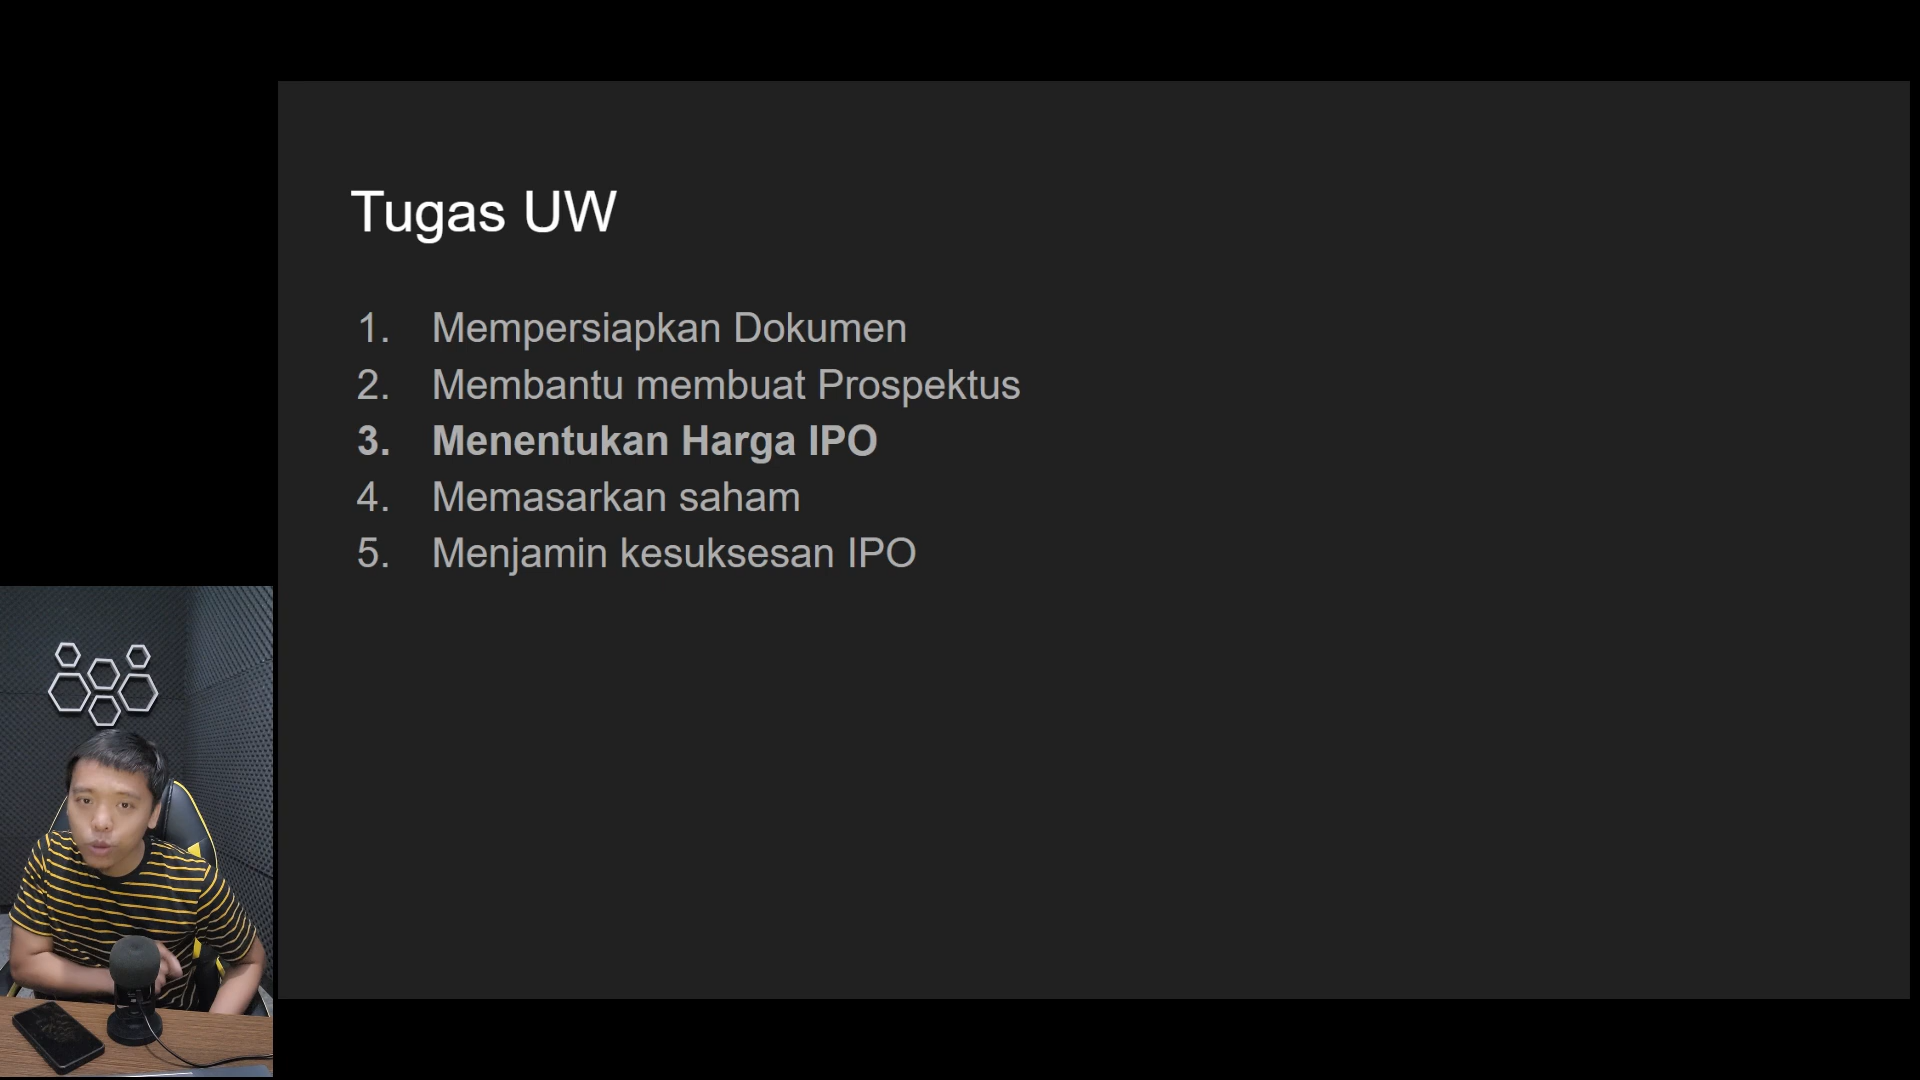 Tugas UW
1. Mempersiapkan Dokumen
2. Membantu membuat Prospektus
3. Menentukan Harga IPO
4. Memasarkan saham
5. Menjamin kesuksesan IPO